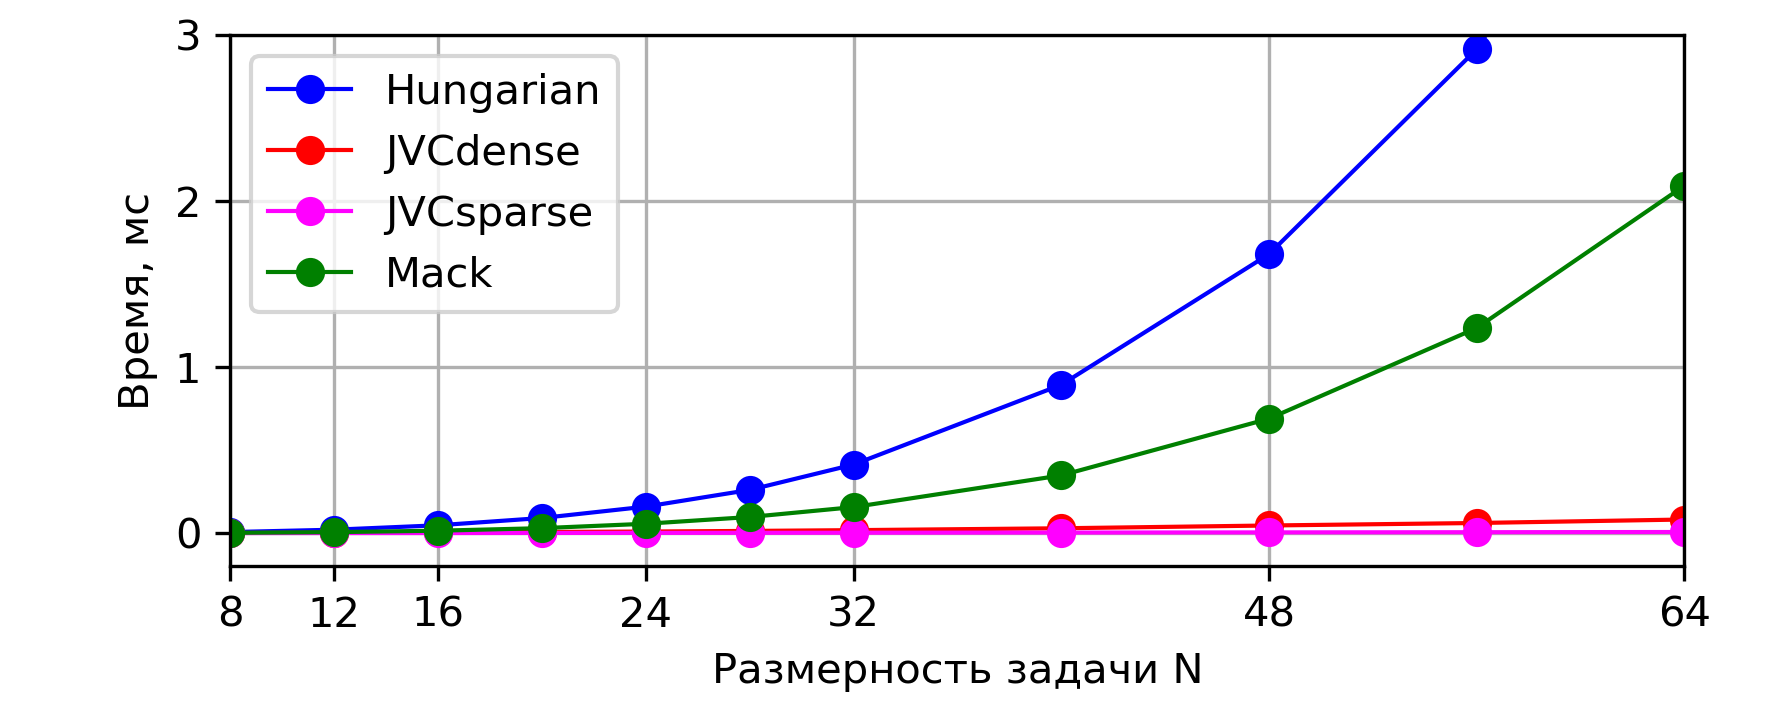 3
2
1
0
Время, мс
Hungarian
JVCdense
JVCsparse
Mack
8 12 16 24 32 48 64
Размерность задачи N